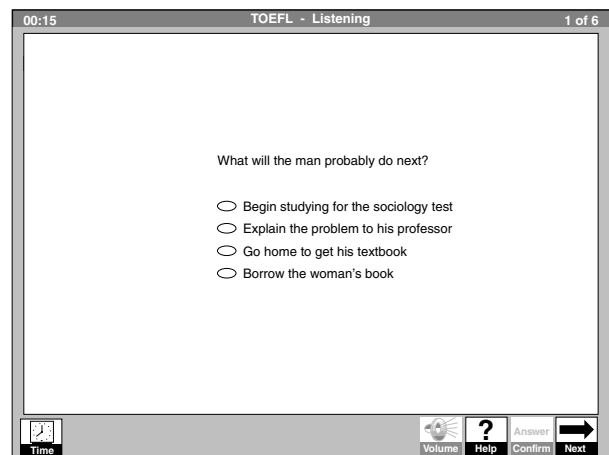 00:15 TOEFL - Listening 1 of 6
What will the man probably do next?
Begin studying for the sociology test
Explain the problem to his professor
Go home to get his textbook
Borrow the woman's book
Time Volume ? Help Answer Confirm Next